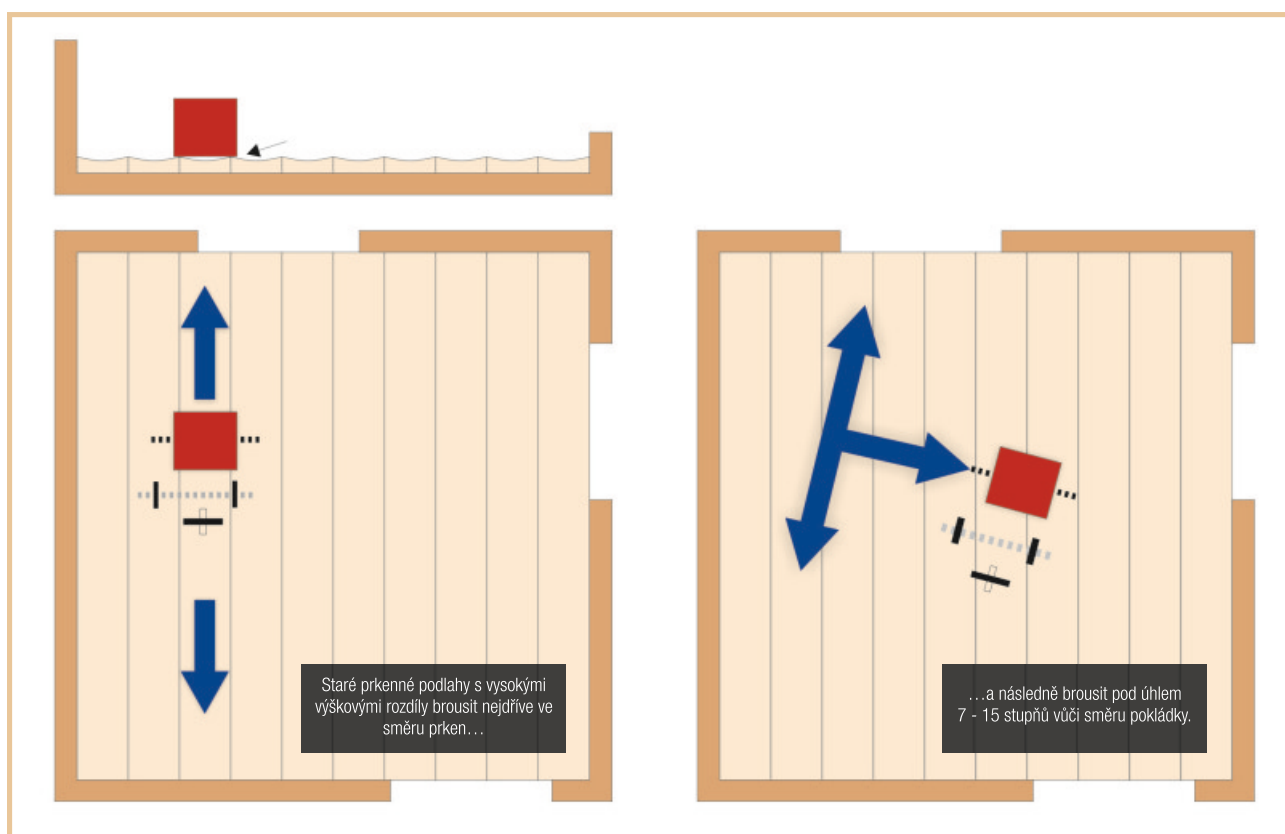 Staré prkenné podlahy s vysokými
výškovými rozdíly brousit nejdříve ve
směru prken…
…a následně brousit pod úhlem
7 - 15 stupňů vůči směru pokládky.